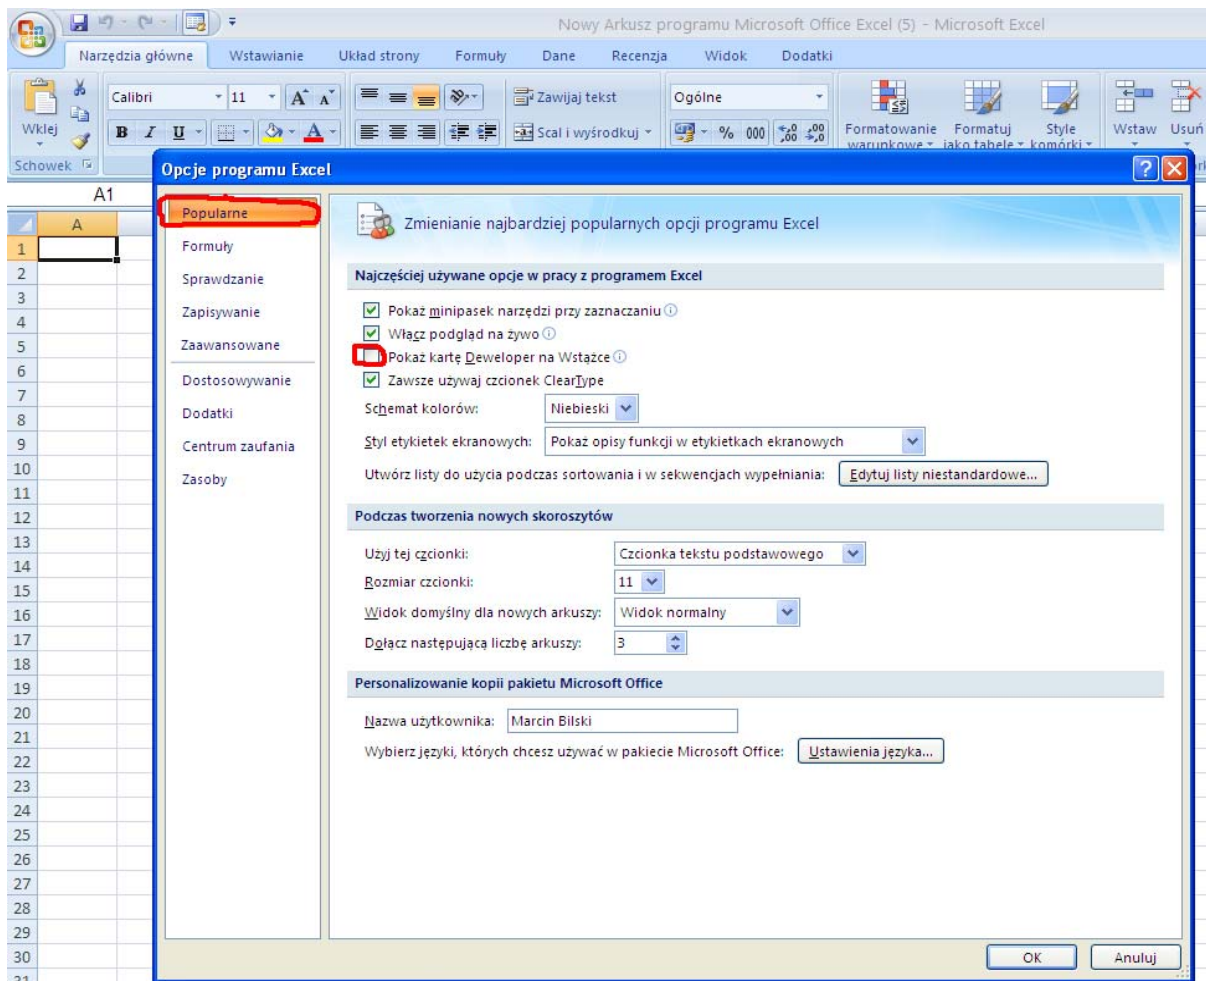 Nowy Arkusz programu Microsoft Office Excel (5) - Microsoft Excel
Narzędzia główne Wstawianie Układ strony Formuły Dane Recenzja Widok Dodatki
Calibri 11 A A Zawijaj tekst Ogólne
Wklej B I U A Scal i wyśrodkuj % 000 Formatowanie warunkowe Formatuj jako tabelę Style komórki Wstaw Usuń
Schowek
Opcje programu Excel
A1
A
1
2
3
4
5
6
7
8
9
10
11
12
13
14
15
16
17
18
19
20
21
22
23
24
25
26
27
28
29
30
31
Popularne
Formuły
Sprawdzanie
Zapisywanie
Zaawansowane
Dostosowywanie
Dodatki
Centrum zaufania
Zasoby
Zmienianie najbardziej popularnych opcji programu Excel
Najczęściej używane opcje w pracy z programem Excel
Pokaż minipasek narzędzi przy zaznaczaniu
Włącz podgląd na żywo
Pokaż kartę Deweloper na Wstążce
Zawsze używaj czcionek ClearType
Schemat kolorów: Niebieski
Styl etykietek ekranowych: Pokaż opisy funkcji w etykietkach ekranowych
Utwórz listy do użycia podczas sortowania i w sekwencjach wypełniania: Edytuj listy niestandardowe...
Podczas tworzenia nowych skoroszytów
Użyj tej czcionki: Czcionka tekstu podstawowego
Rozmiar czcionki: 11
Widok domyślny dla nowych arkuszy: Widok normalny
Dołącz następującą liczbę arkuszy: 3
Personalizowanie kopii pakietu Microsoft Office
Nazwa użytkownika: Marcin Bilski
Wybierz języki, których chcesz używać w pakiecie Microsoft Office: Ustawienia języka...
OK Anuluj